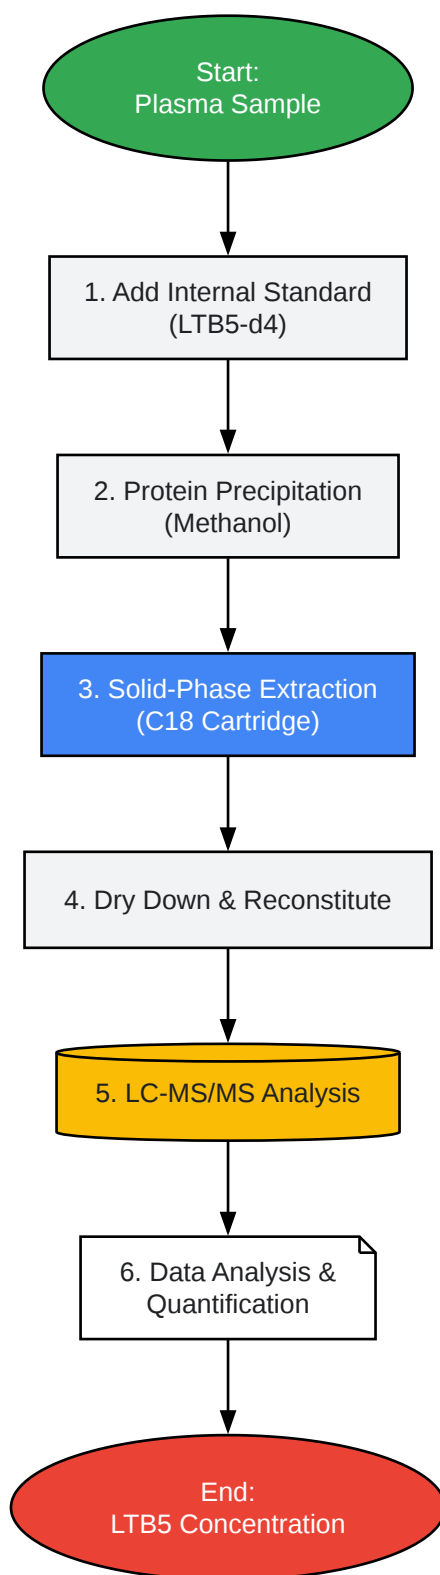 Start:
Plasma Sample
1. Add Internal Standard
(LTB5-d4)
2. Protein Precipitation
(Methanol)
3. Solid-Phase Extraction
(C18 Cartridge)
4. Dry Down & Reconstitute
5. LC-MS/MS Analysis
6. Data Analysis &
Quantification
End:
LTB5 Concentration